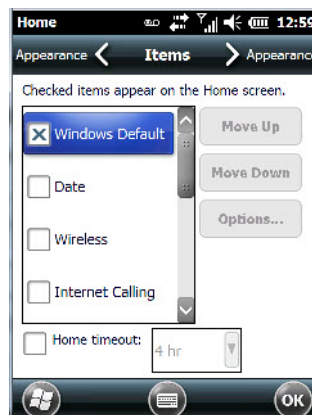 Home 12:59
Appearance Items Appearance
Checked items appear on the Home screen.
Windows Default
Move Up
Date
Move Down
Wireless
Options...
Internet Calling
Home timeout:
4 hr
OK